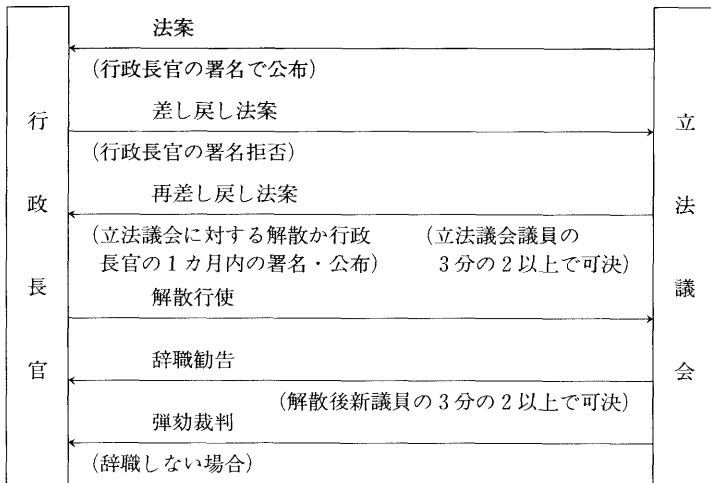 法案
(行政長官の署名で公布)
差し戻し法案
(行政長官の署名拒否)
再差し戻し法案
(立法議会に対する解散か行政
長官の1カ月内の署名・公布)
(立法議会議員の
3分の2以上で可決)
解散行使
辞職勧告
(解散後新議員の3分の2以上で可決)
弾劾裁判
(辞職しない場合)
行政長官
立法議会